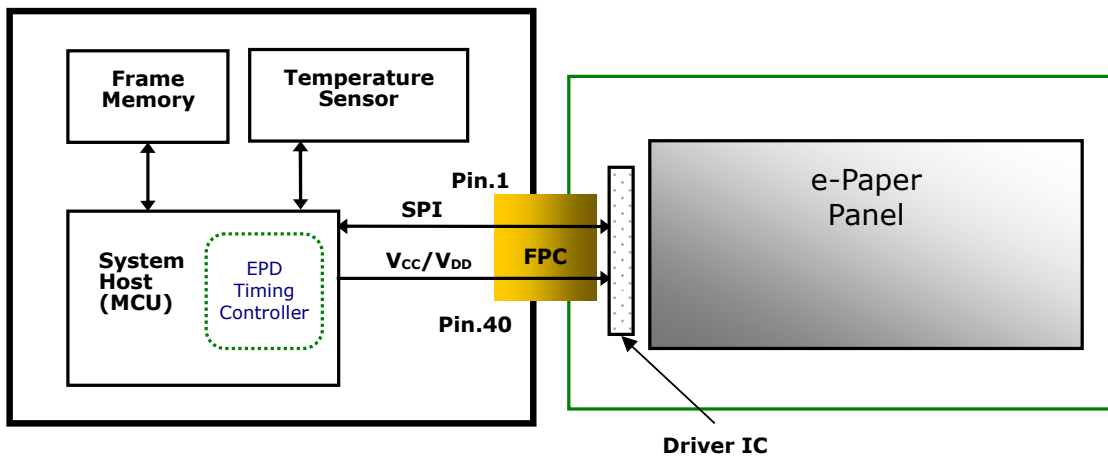 Frame
Memory
Temperature
Sensor
Pin.1
SPI
System
Host
(MCU)
EPD
Timing
Controller
VCC/VDD
FPC
Pin.40
e-Paper
Panel
Driver IC